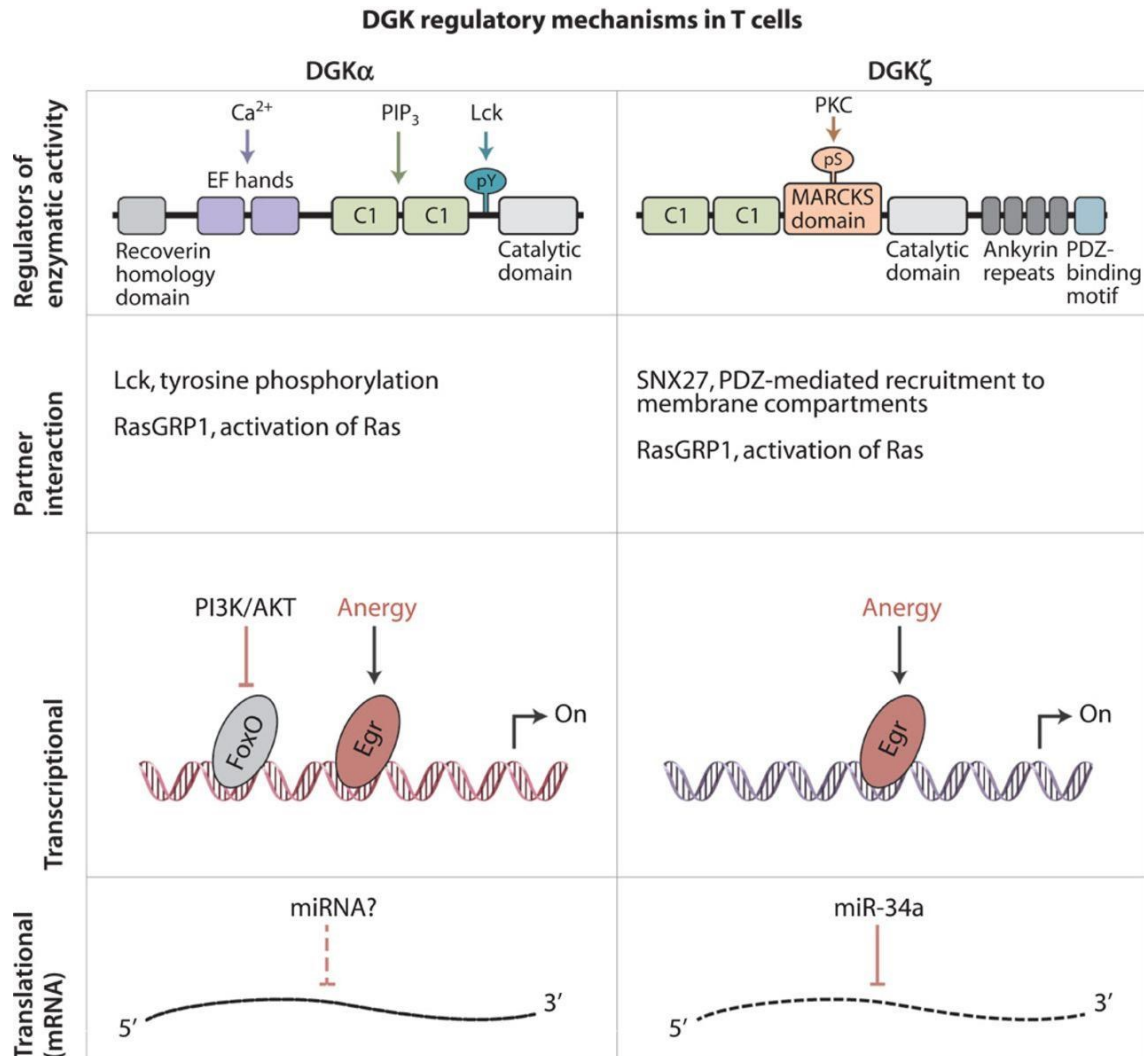 DGK regulatory mechanisms in T cells
DGKα
DGKζ
Regulators of
enzymatic activity
Ca²⁺
PIP₃
Lck
EF hands
pY
C1
C1
Recoverin
homology
domain
Catalytic
domain
PKC
pS
C1
C1
MARCKS
domain
Catalytic
domain
Ankyrin
repeats
PDZ-
binding
motif
Partner
interaction
Lck, tyrosine phosphorylation
RasGRP1, activation of Ras
SNX27, PDZ-mediated recruitment to
membrane compartments
RasGRP1, activation of Ras
Transcriptional
PI3K/AKT
Anergy
FoxO
Egr
On
Anergy
Egr
On
Translational
(mRNA)
miRNA?
5′
3′
miR-34a
5′
3′